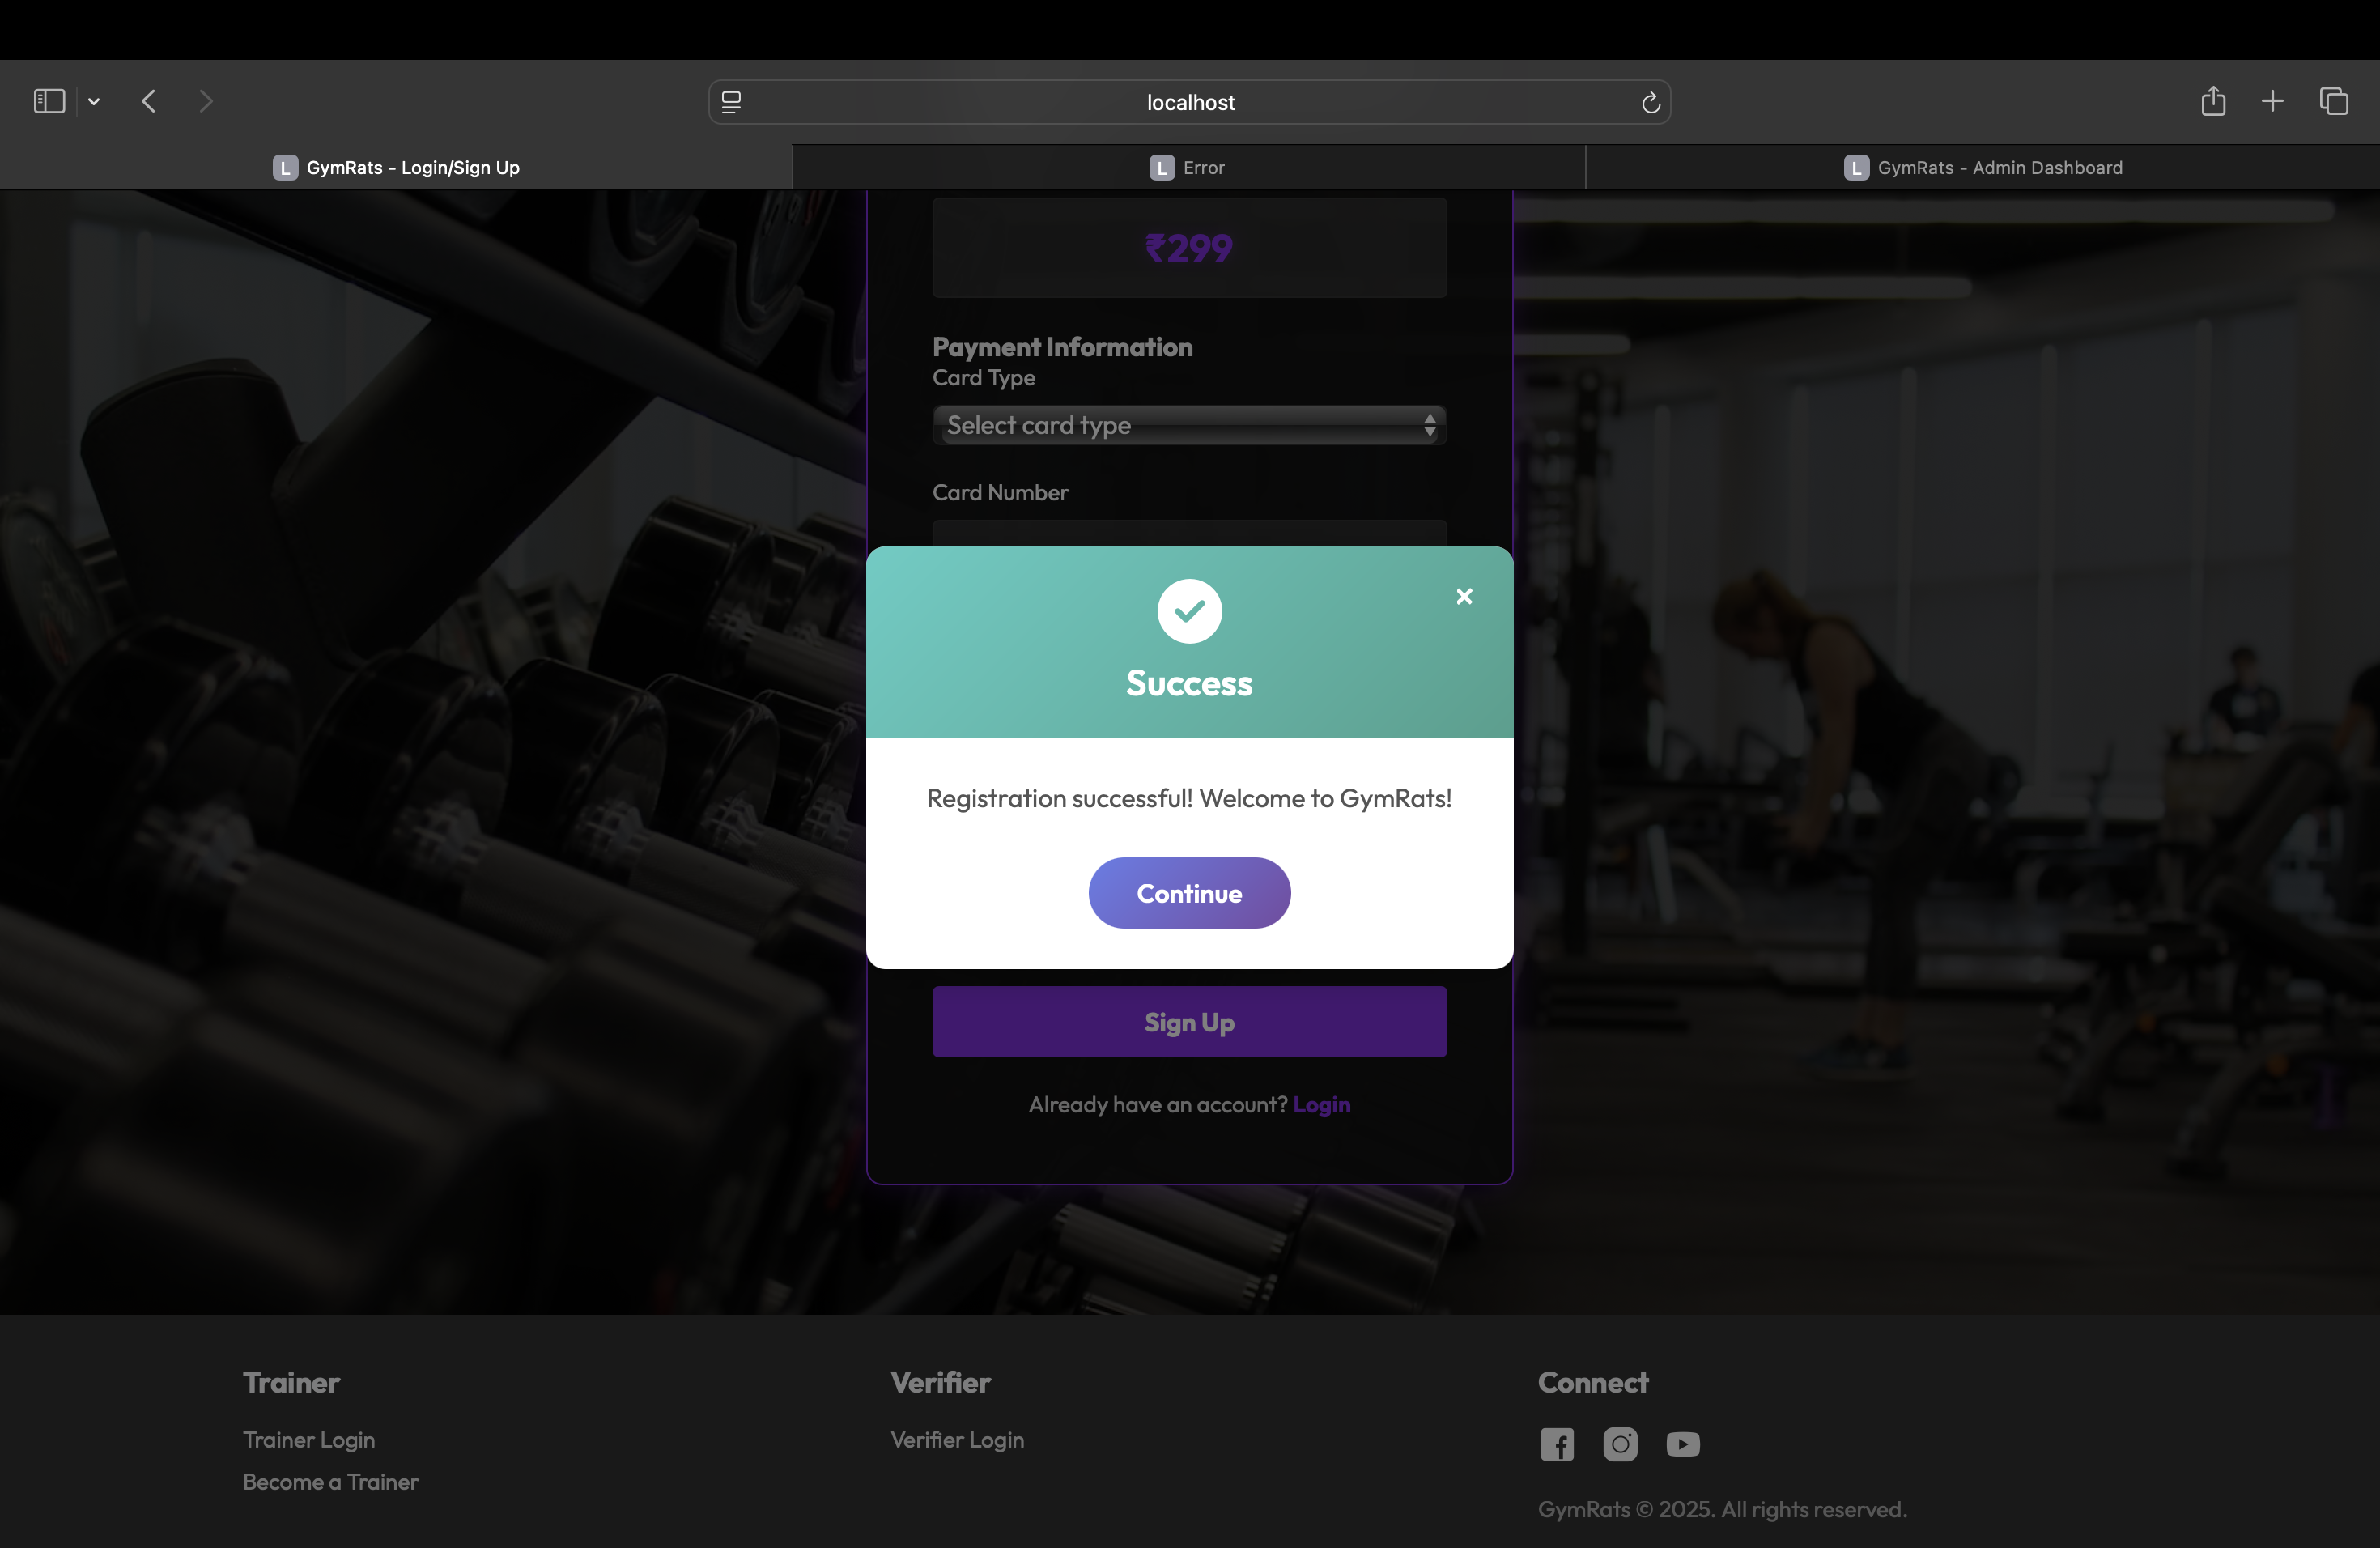 localhost
L GymRats - Login/Sign Up
L Error
L GymRats - Admin Dashboard
₹299
Payment Information
Card Type
Select card type
Card Number
Success
Registration successful! Welcome to GymRats!
Continue
Sign Up
Already have an account? Login
Trainer
Trainer Login
Become a Trainer
Verifier
Verifier Login
Connect
GymRats © 2025. All rights reserved.